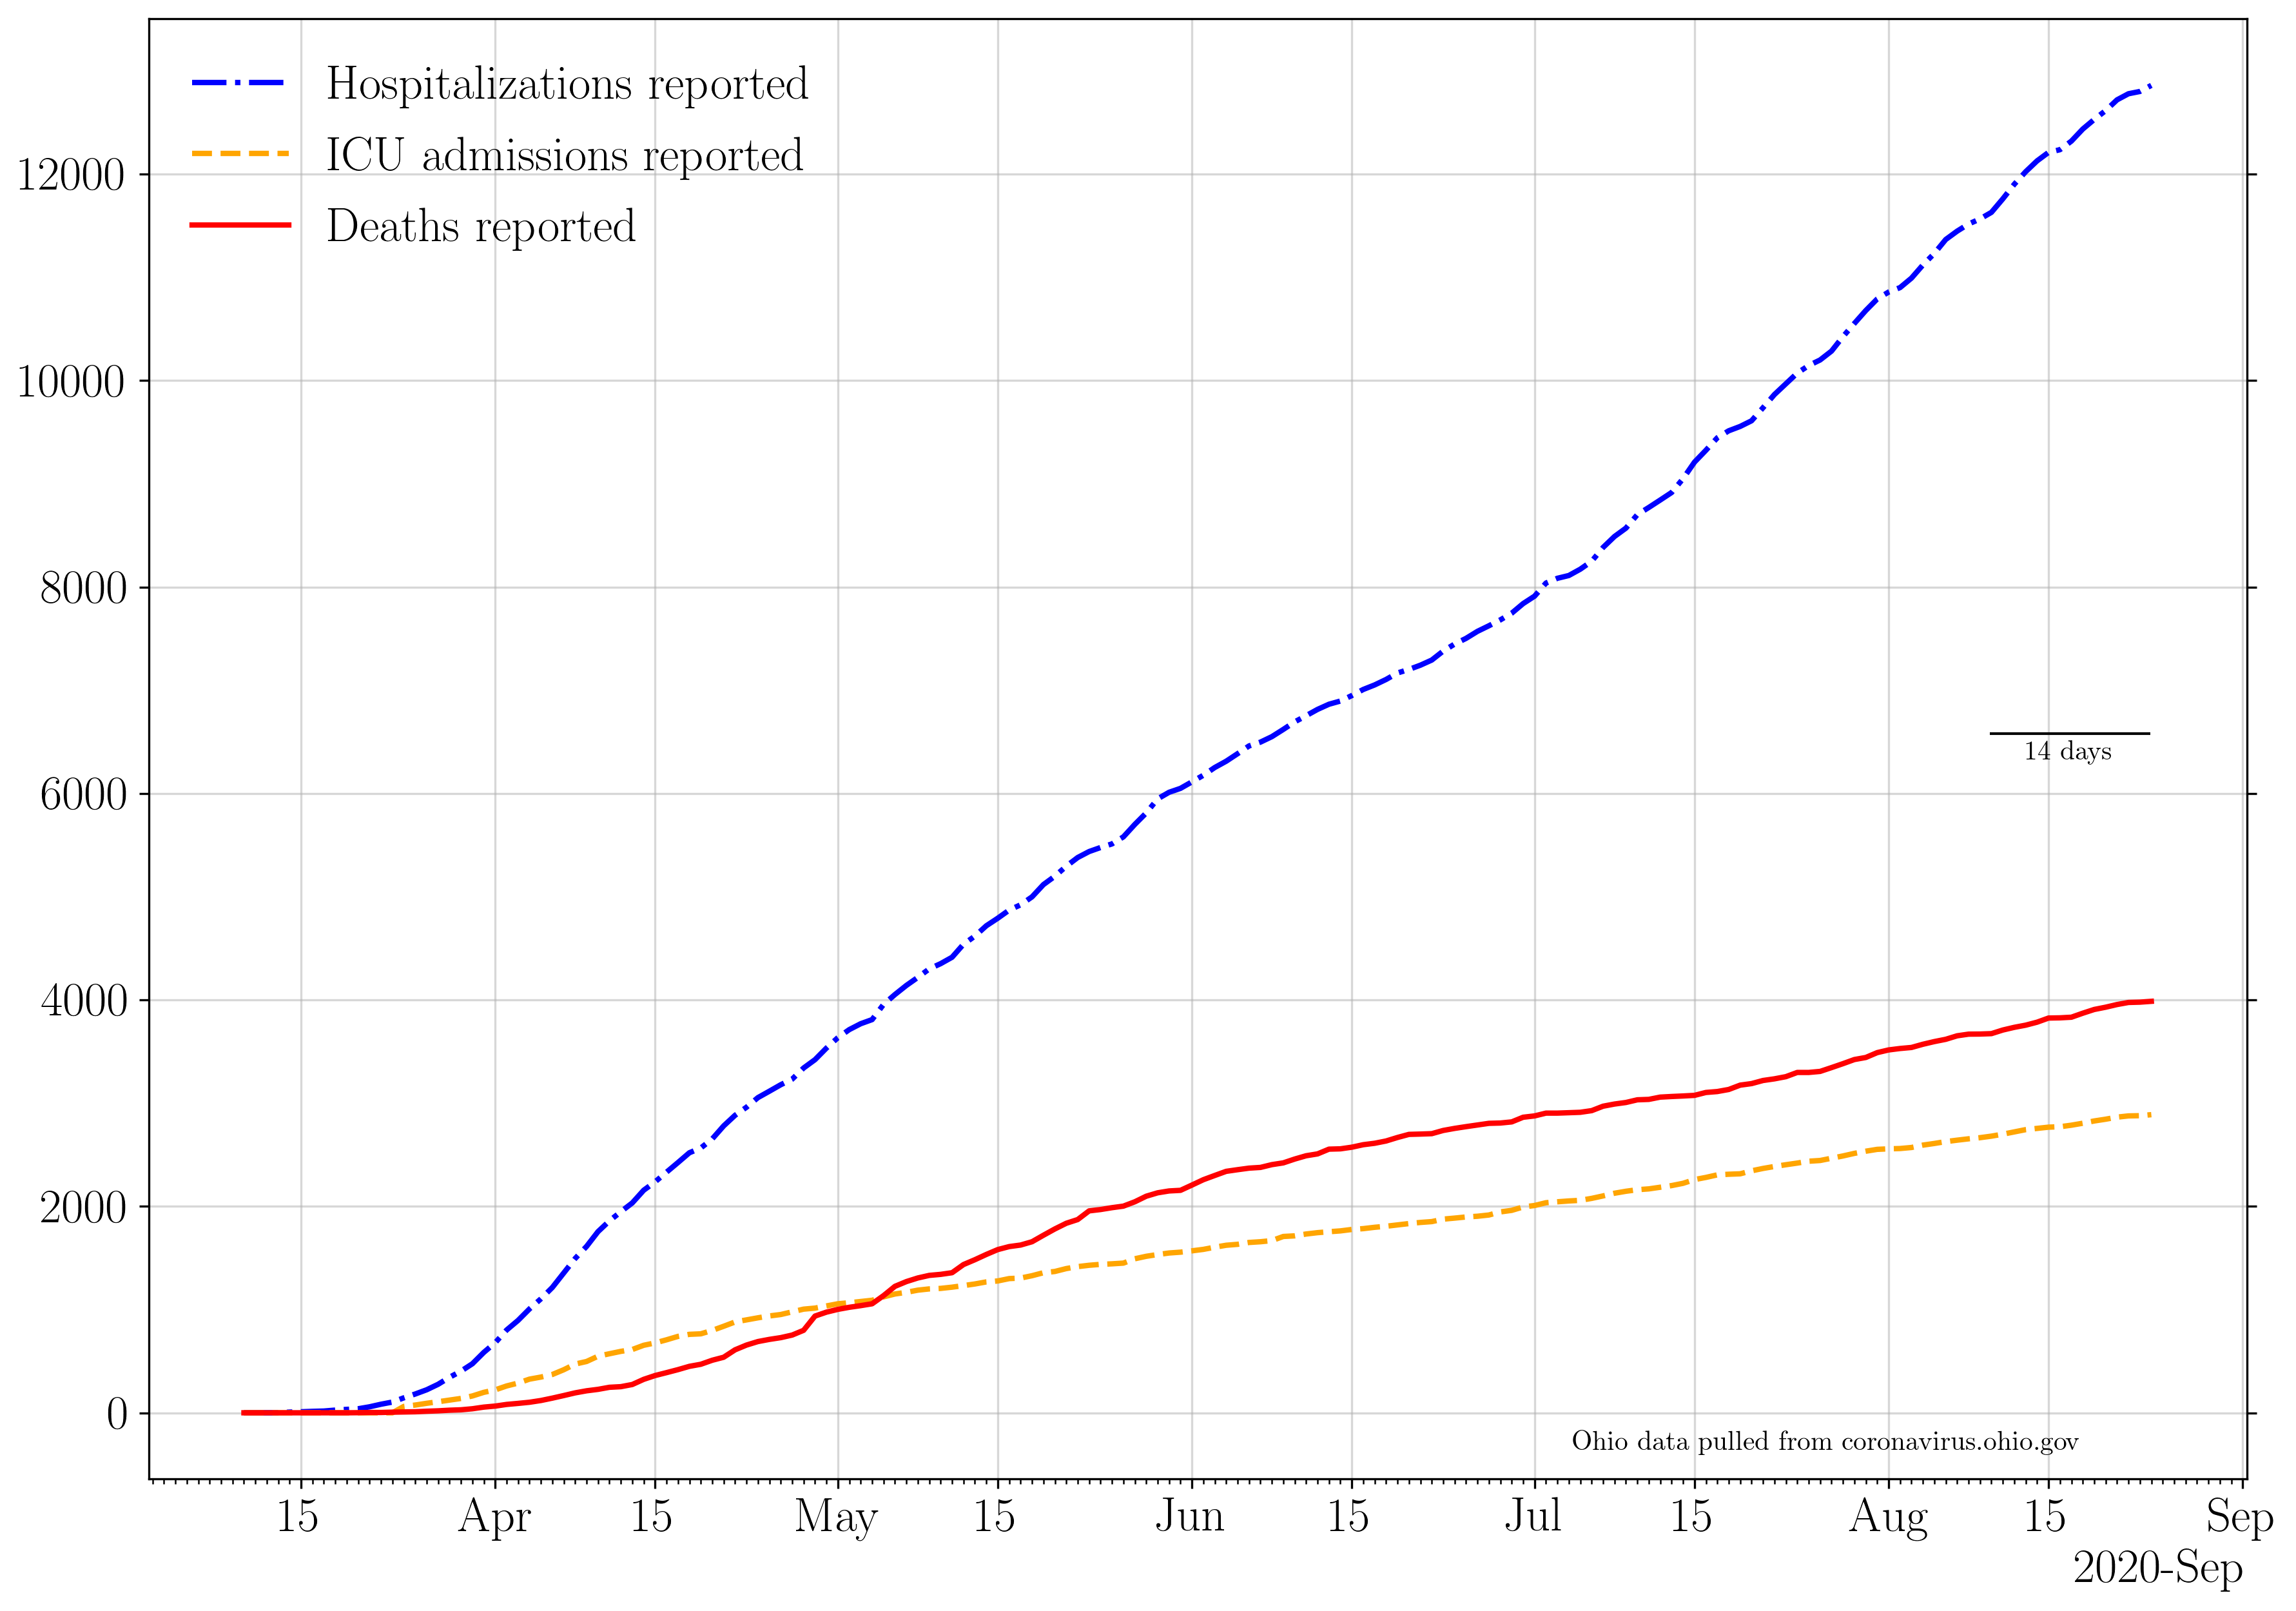 Hospitalizations reported
ICU admissions reported
Deaths reported
12000
10000
8000
6000
4000
2000
0
14 days
Ohio data pulled from coronavirus.ohio.gov
15 Apr 15 May 15 Jun 15 Jul 15 Aug 15 Sep
2020-Sep